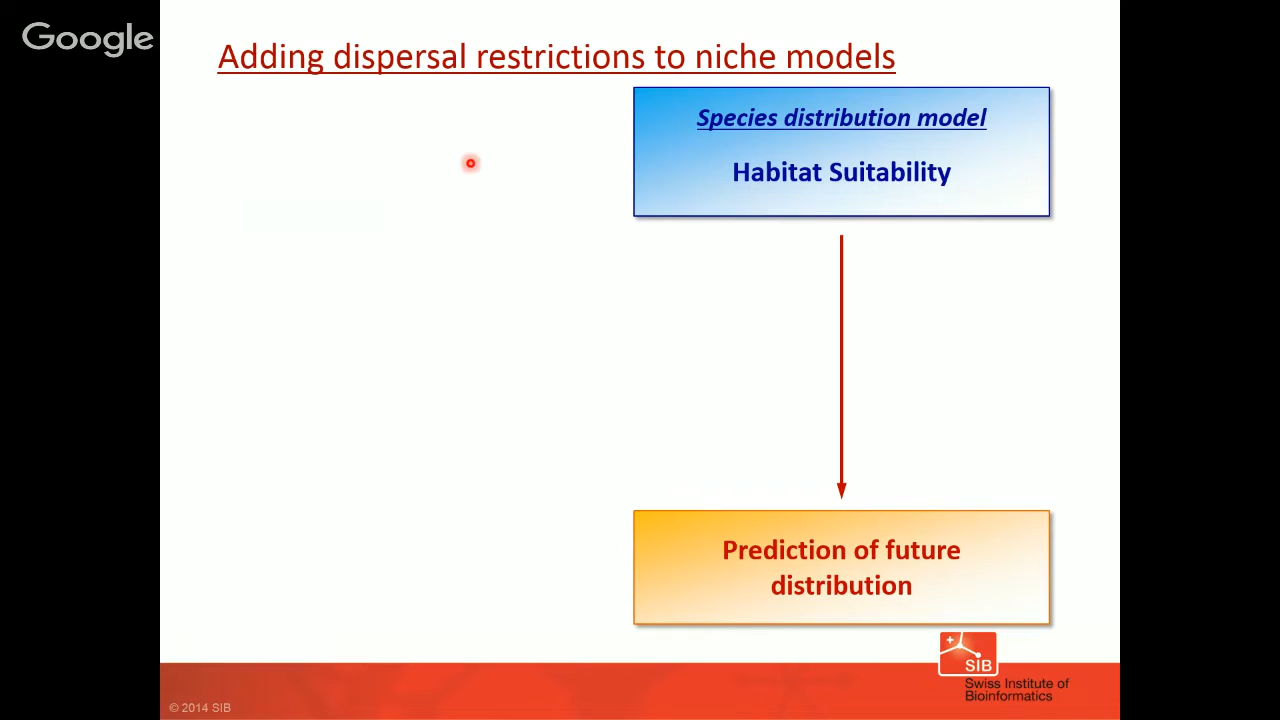 Google
Adding dispersal restrictions to niche models
Species distribution model
Habitat Suitability
Prediction of future
distribution
SIB
Swiss Institute of
Bioinformatics
© 2014 SIB